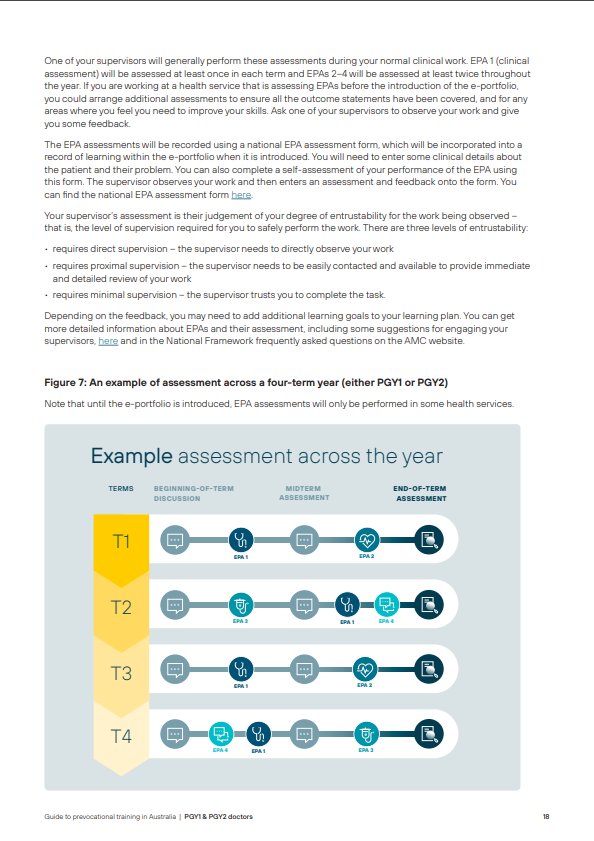 One of your supervisors will generally perform these assessments during your normal clinical work. EPA 1 (clinical
assessment) will be assessed at least once in each term and EPAs 2–4 will be assessed at least twice throughout
the year. If you are working at a health service that is assessing EPAs before the introduction of the e-portfolio,
you could arrange additional assessments to ensure all the outcome statements have been covered, and for any
areas where you feel you need to improve your skills. Ask one of your supervisors to observe your work and give
you some feedback.
The EPA assessments will be recorded using a national EPA assessment form, which will be incorporated into a
record of learning within the e-portfolio when it is introduced. You will need to enter some clinical details about
the patient and their problem. You can also complete a self-assessment of your performance of the EPA using
this form. The supervisor observes your work and then enters an assessment and feedback onto the form. You
can find the national EPA assessment form here.
Your supervisor's assessment is their judgement of your degree of entrustability for the work being observed –
that is, the level of supervision required for you to safely perform the work. There are three levels of entrustability:
• requires direct supervision – the supervisor needs to directly observe your work
• requires proximal supervision – the supervisor needs to be easily contacted and available to provide immediate
and detailed review of your work
• requires minimal supervision – the supervisor trusts you to complete the task.
Depending on the feedback, you may need to add additional learning goals to your learning plan. You can get
more detailed information about EPAs and their assessment, including some suggestions for engaging your
supervisors, here and in the National Framework frequently asked questions on the AMC website.
Figure 7: An example of assessment across a four-term year (either PGY1 or PGY2)
Note that until the e-portfolio is introduced, EPA assessments will only be performed in some health services.
Example assessment across the year
TERMS
BEGINNING-OF-TERM
DISCUSSION
MIDTERM
ASSESSMENT
END-OF-TERM
ASSESSMENT
T1
EPA 1
EPA 2
T2
EPA 3
EPA 1
EPA 4
T3
EPA 1
EPA 2
T4
EPA 4
EPA 1
EPA 3
Guide to prevocational training in Australia | PGY1 & PGY2 doctors
18